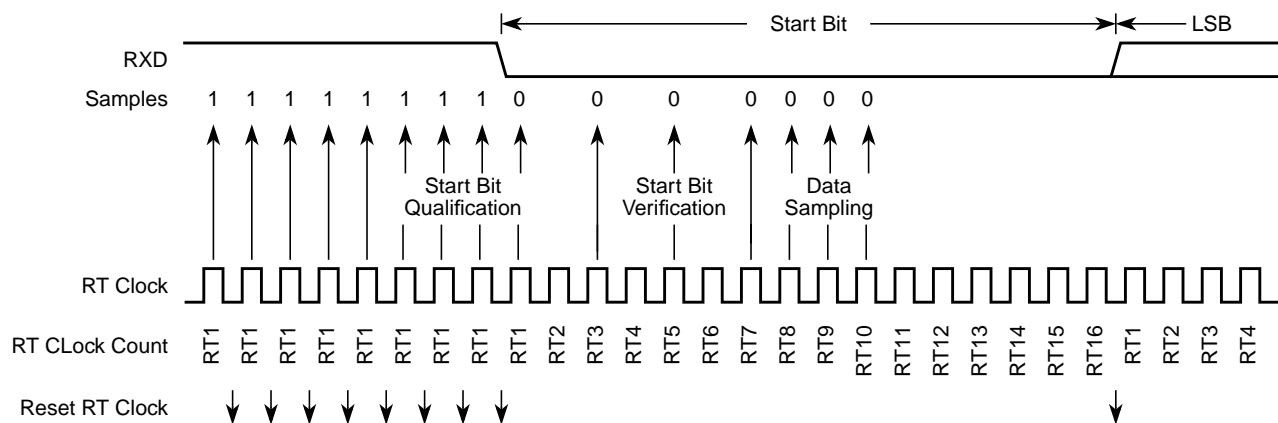 Start Bit
LSB
RXD
Samples 1 1 1 1 1 1 1 1 0 0 0 0 0 0 0
Start Bit Qualification
Start Bit Verification
Data Sampling
RT Clock
RT CLock Count RT1 RT1 RT1 RT1 RT1 RT1 RT1 RT1 RT1 RT2 RT3 RT4 RT5 RT6 RT7 RT8 RT9 RT10 RT11 RT12 RT13 RT14 RT15 RT16 RT1 RT2 RT3 RT4
Reset RT Clock